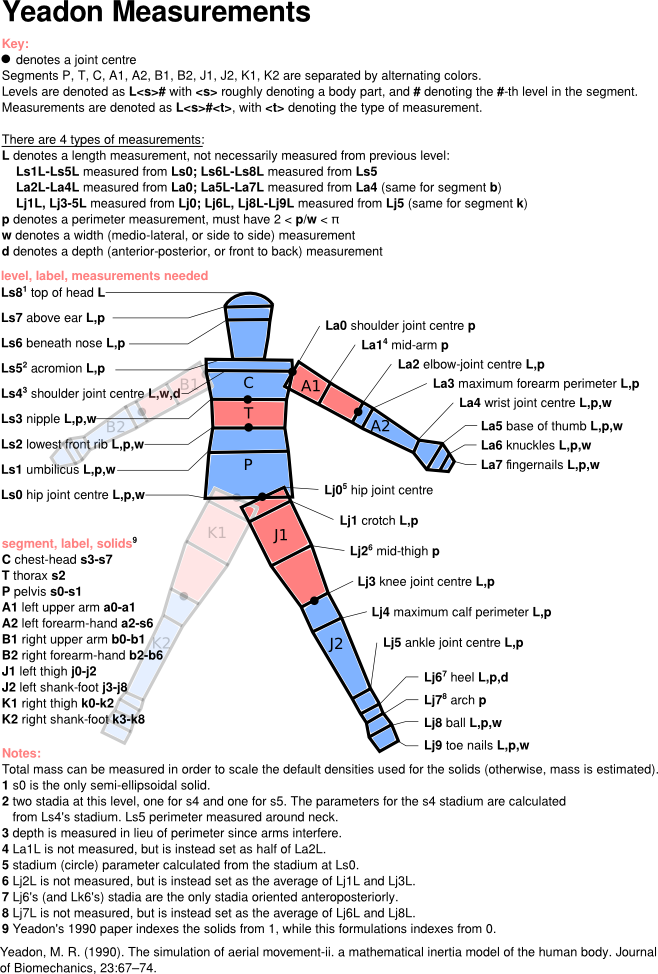 Yeadon Measurements
Key:
● denotes a joint centre
Segments P, T, C, A1, A2, B1, B2, J1, J2, K1, K2 are separated by alternating colors.
Levels are denoted as L<s># with <s> roughly denoting a body part, and # denoting the #-th level in the segment.
Measurements are denoted as L<s>#<t>, with <t> denoting the type of measurement.
There are 4 types of measurements:
L denotes a length measurement, not necessarily measured from previous level:
Ls1L-Ls5L measured from Ls0; Ls6L-Ls8L measured from Ls5
La2L-La4L measured from La0; La5L-La7L measured from La4 (same for segment b)
Lj1L, Lj3-5L measured from Lj0; Lj6L, Lj8L-Lj9L measured from Lj5 (same for segment k)
p denotes a perimeter measurement, must have 2 < p/w < π
w denotes a width (medio-lateral, or side to side) measurement
d denotes a depth (anterior-posterior, or front to back) measurement
level, label, measurements needed
Ls8¹ top of head L
Ls7 above ear L,p
Ls6 beneath nose L,p
Ls5² acromion L,p
Ls4³ shoulder joint centre L,w,d
Ls3 nipple L,p,w
Ls2 lowest front rib L,p,w
Ls1 umbilicus L,p,w
Ls0 hip joint centre L,p,w
La0 shoulder joint centre p
La1⁴ mid-arm p
La2 elbow-joint centre L,p
La3 maximum forearm perimeter L,p
La4 wrist joint centre L,p,w
La5 base of thumb L,p,w
La6 knuckles L,p,w
La7 fingernails L,p,w
Lj0⁵ hip joint centre
Lj1 crotch L,p
Lj2⁶ mid-thigh p
Lj3 knee joint centre L,p
Lj4 maximum calf perimeter L,p
Lj5 ankle joint centre L,p
Lj6⁷ heel L,p,d
Lj7⁸ arch p
Lj8 ball L,p,w
Lj9 toe nails L,p,w
C
T
P
A1
A2
B1
B2
J1
J2
K1
K2
segment, label, solids⁹
C chest-head s3-s7
T thorax s2
P pelvis s0-s1
A1 left upper arm a0-a1
A2 left forearm-hand a2-s6
B1 right upper arm b0-b1
B2 right forearm-hand b2-b6
J1 left thigh j0-j2
J2 left shank-foot j3-j8
K1 right thigh k0-k2
K2 right shank-foot k3-k8
Notes:
Total mass can be measured in order to scale the default densities used for the solids (otherwise, mass is estimated).
1 s0 is the only semi-ellipsoidal solid.
2 two stadia at this level, one for s4 and one for s5. The parameters for the s4 stadium are calculated
from Ls4's stadium. Ls5 perimeter measured around neck.
3 depth is measured in lieu of perimeter since arms interfere.
4 La1L is not measured, but is instead set as half of La2L.
5 stadium (circle) parameter calculated from the stadium at Ls0.
6 Lj2L is not measured, but is instead set as the average of Lj1L and Lj3L.
7 Lj6's (and Lk6's) stadia are the only stadia oriented anteroposteriorly.
8 Lj7L is not measured, but is instead set as the average of Lj6L and Lj8L.
9 Yeadon's 1990 paper indexes the solids from 1, while this formulations indexes from 0.
Yeadon, M. R. (1990). The simulation of aerial movement-ii. a mathematical inertia model of the human body. Journal
of Biomechanics, 23:67–74.